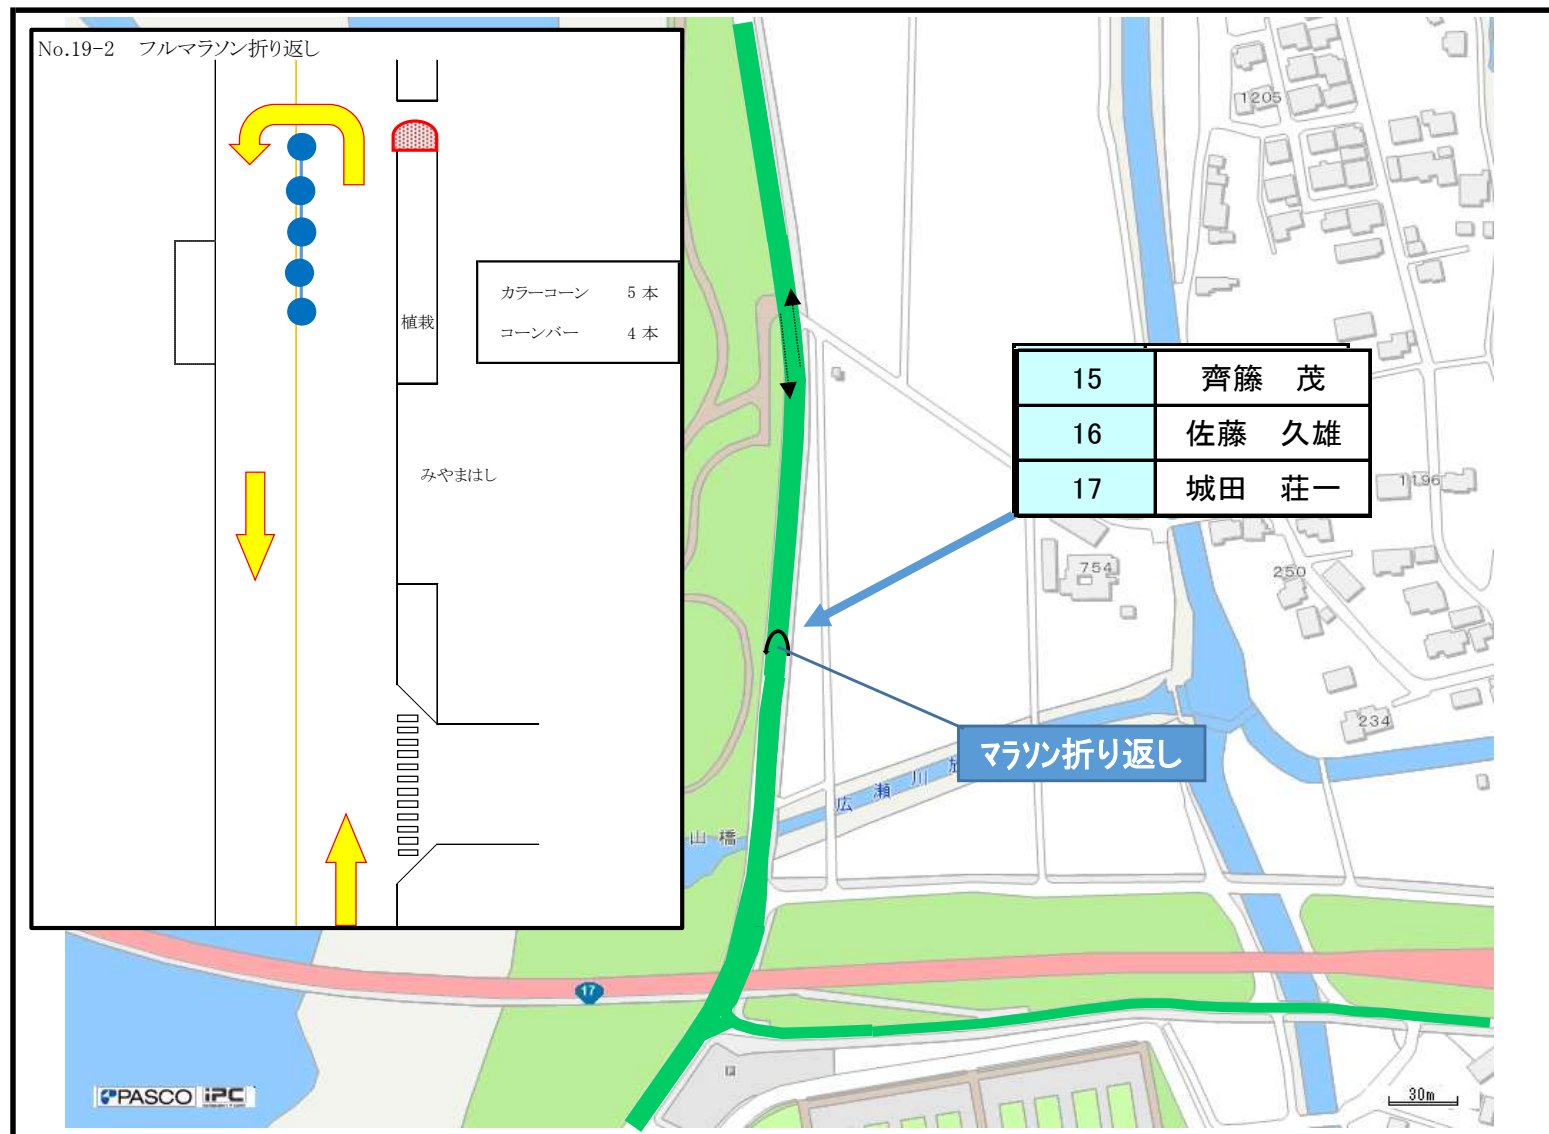 No.19-2　フルマラソン折り返し
カラーコーン　5 本
コーンバー　4 本
植栽
みやまはし
15　齊藤　茂
16　佐藤　久雄
17　城田　荘一
マラソン折り返し
1205
1196
754
250
234
広瀬川
山橋
17
PASCO iPC
30m